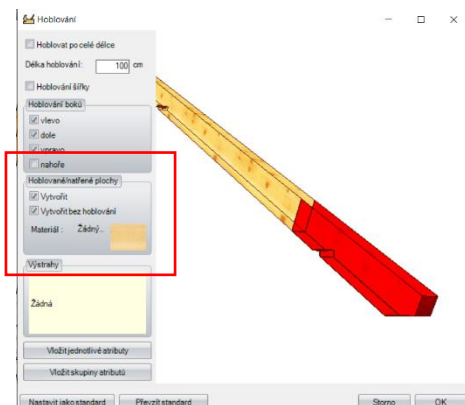 Hoblování
Hoblovat po celé délce
Délka hoblování: 100 cm
Hoblování šířky
Hoblování boků
vlevo
dole
vpravo
nahoře
Hoblované/natřené plochy
Vytvořit
Vytvořit bez hoblování
Materiál : Žádný..
Výstrahy
Žádná
Vložit jednotlivé atributy
Vložit skupiny atributů
Nastavit jako standard Převzít standard Storno OK